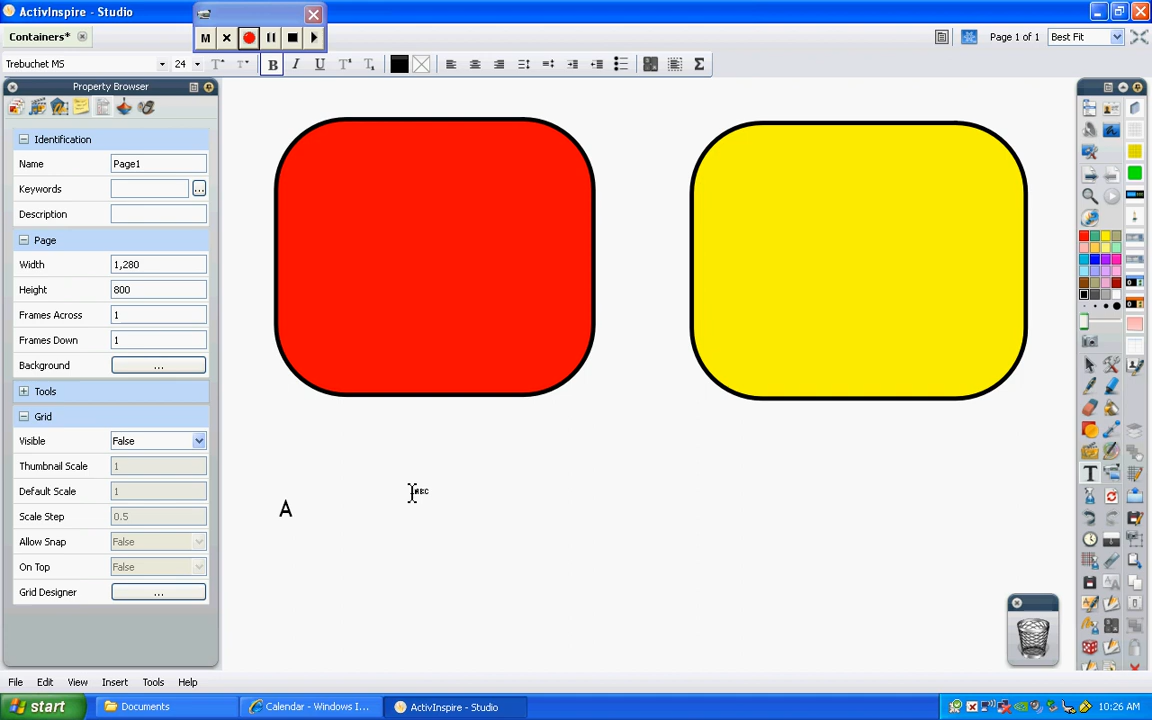 ActivInspire - Studio
Containers*
M
Page 1 of 1
Best Fit
Trebuchet MS
24
B I U
Property Browser
Identification
Name Page1
Keywords ...
Description
Page
Width 1,280
Height 800
Frames Across 1
Frames Down 1
Background ...
Tools
Grid
Visible False
Thumbnail Scale 1
Default Scale 1
Scale Step 0.5
Allow Snap False
On Top False
Grid Designer ...
A
File Edit View Insert Tools Help
start
Documents
Calendar - Windows I...
ActivInspire - Studio
10:26 AM